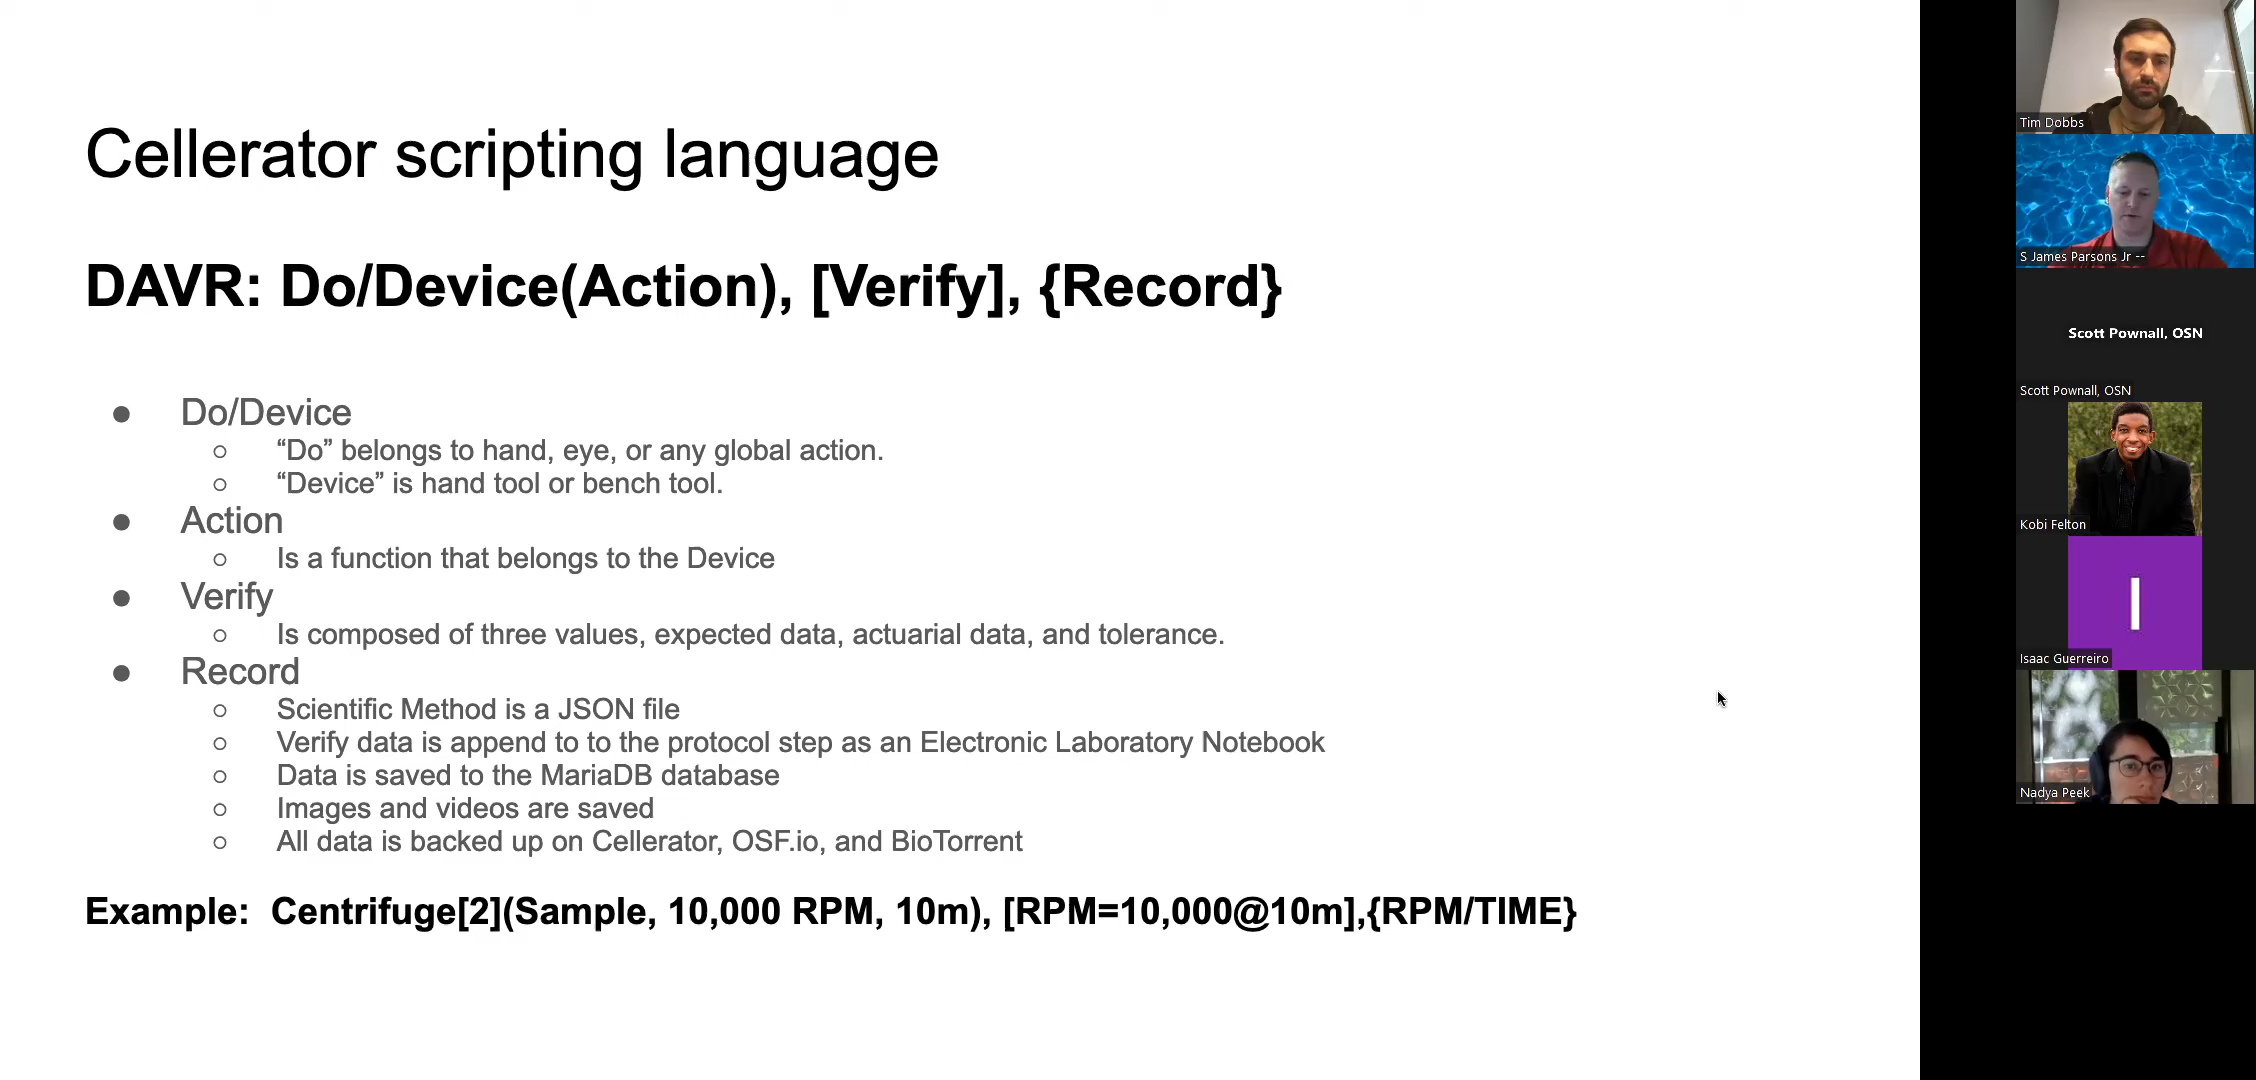 Cellerator scripting language
DAVR: Do/Device(Action), [Verify], {Record}
● Do/Device
○ “Do” belongs to hand, eye, or any global action.
○ “Device” is hand tool or bench tool.
● Action
○ Is a function that belongs to the Device
● Verify
○ Is composed of three values, expected data, actuarial data, and tolerance.
● Record
○ Scientific Method is a JSON file
○ Verify data is append to to the protocol step as an Electronic Laboratory Notebook
○ Data is saved to the MariaDB database
○ Images and videos are saved
○ All data is backed up on Cellerator, OSF.io, and BioTorrent
Example: Centrifuge[2](Sample, 10,000 RPM, 10m), [RPM=10,000@10m],{RPM/TIME}
Tim Dobbs
S James Parsons Jr --
Scott Pownall, OSN
Scott Pownall, OSN
Kobi Felton
I
Isaac Guerreiro
Nadya Peek